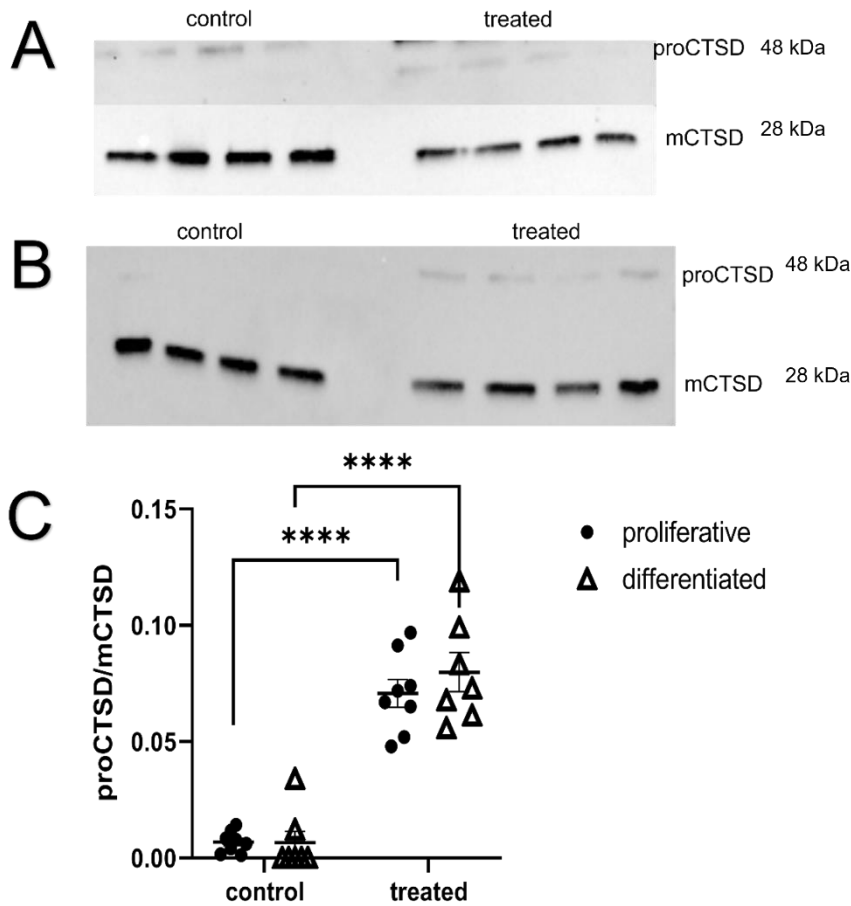 A
control
treated
proCTSD 48 kDa
mCTSD 28 kDa
B
control
treated
proCTSD 48 kDa
mCTSD 28 kDa
C
****
****
proCTSD/mCTSD
0.15
0.10
0.05
0.00
control
treated
proliferative
differentiated